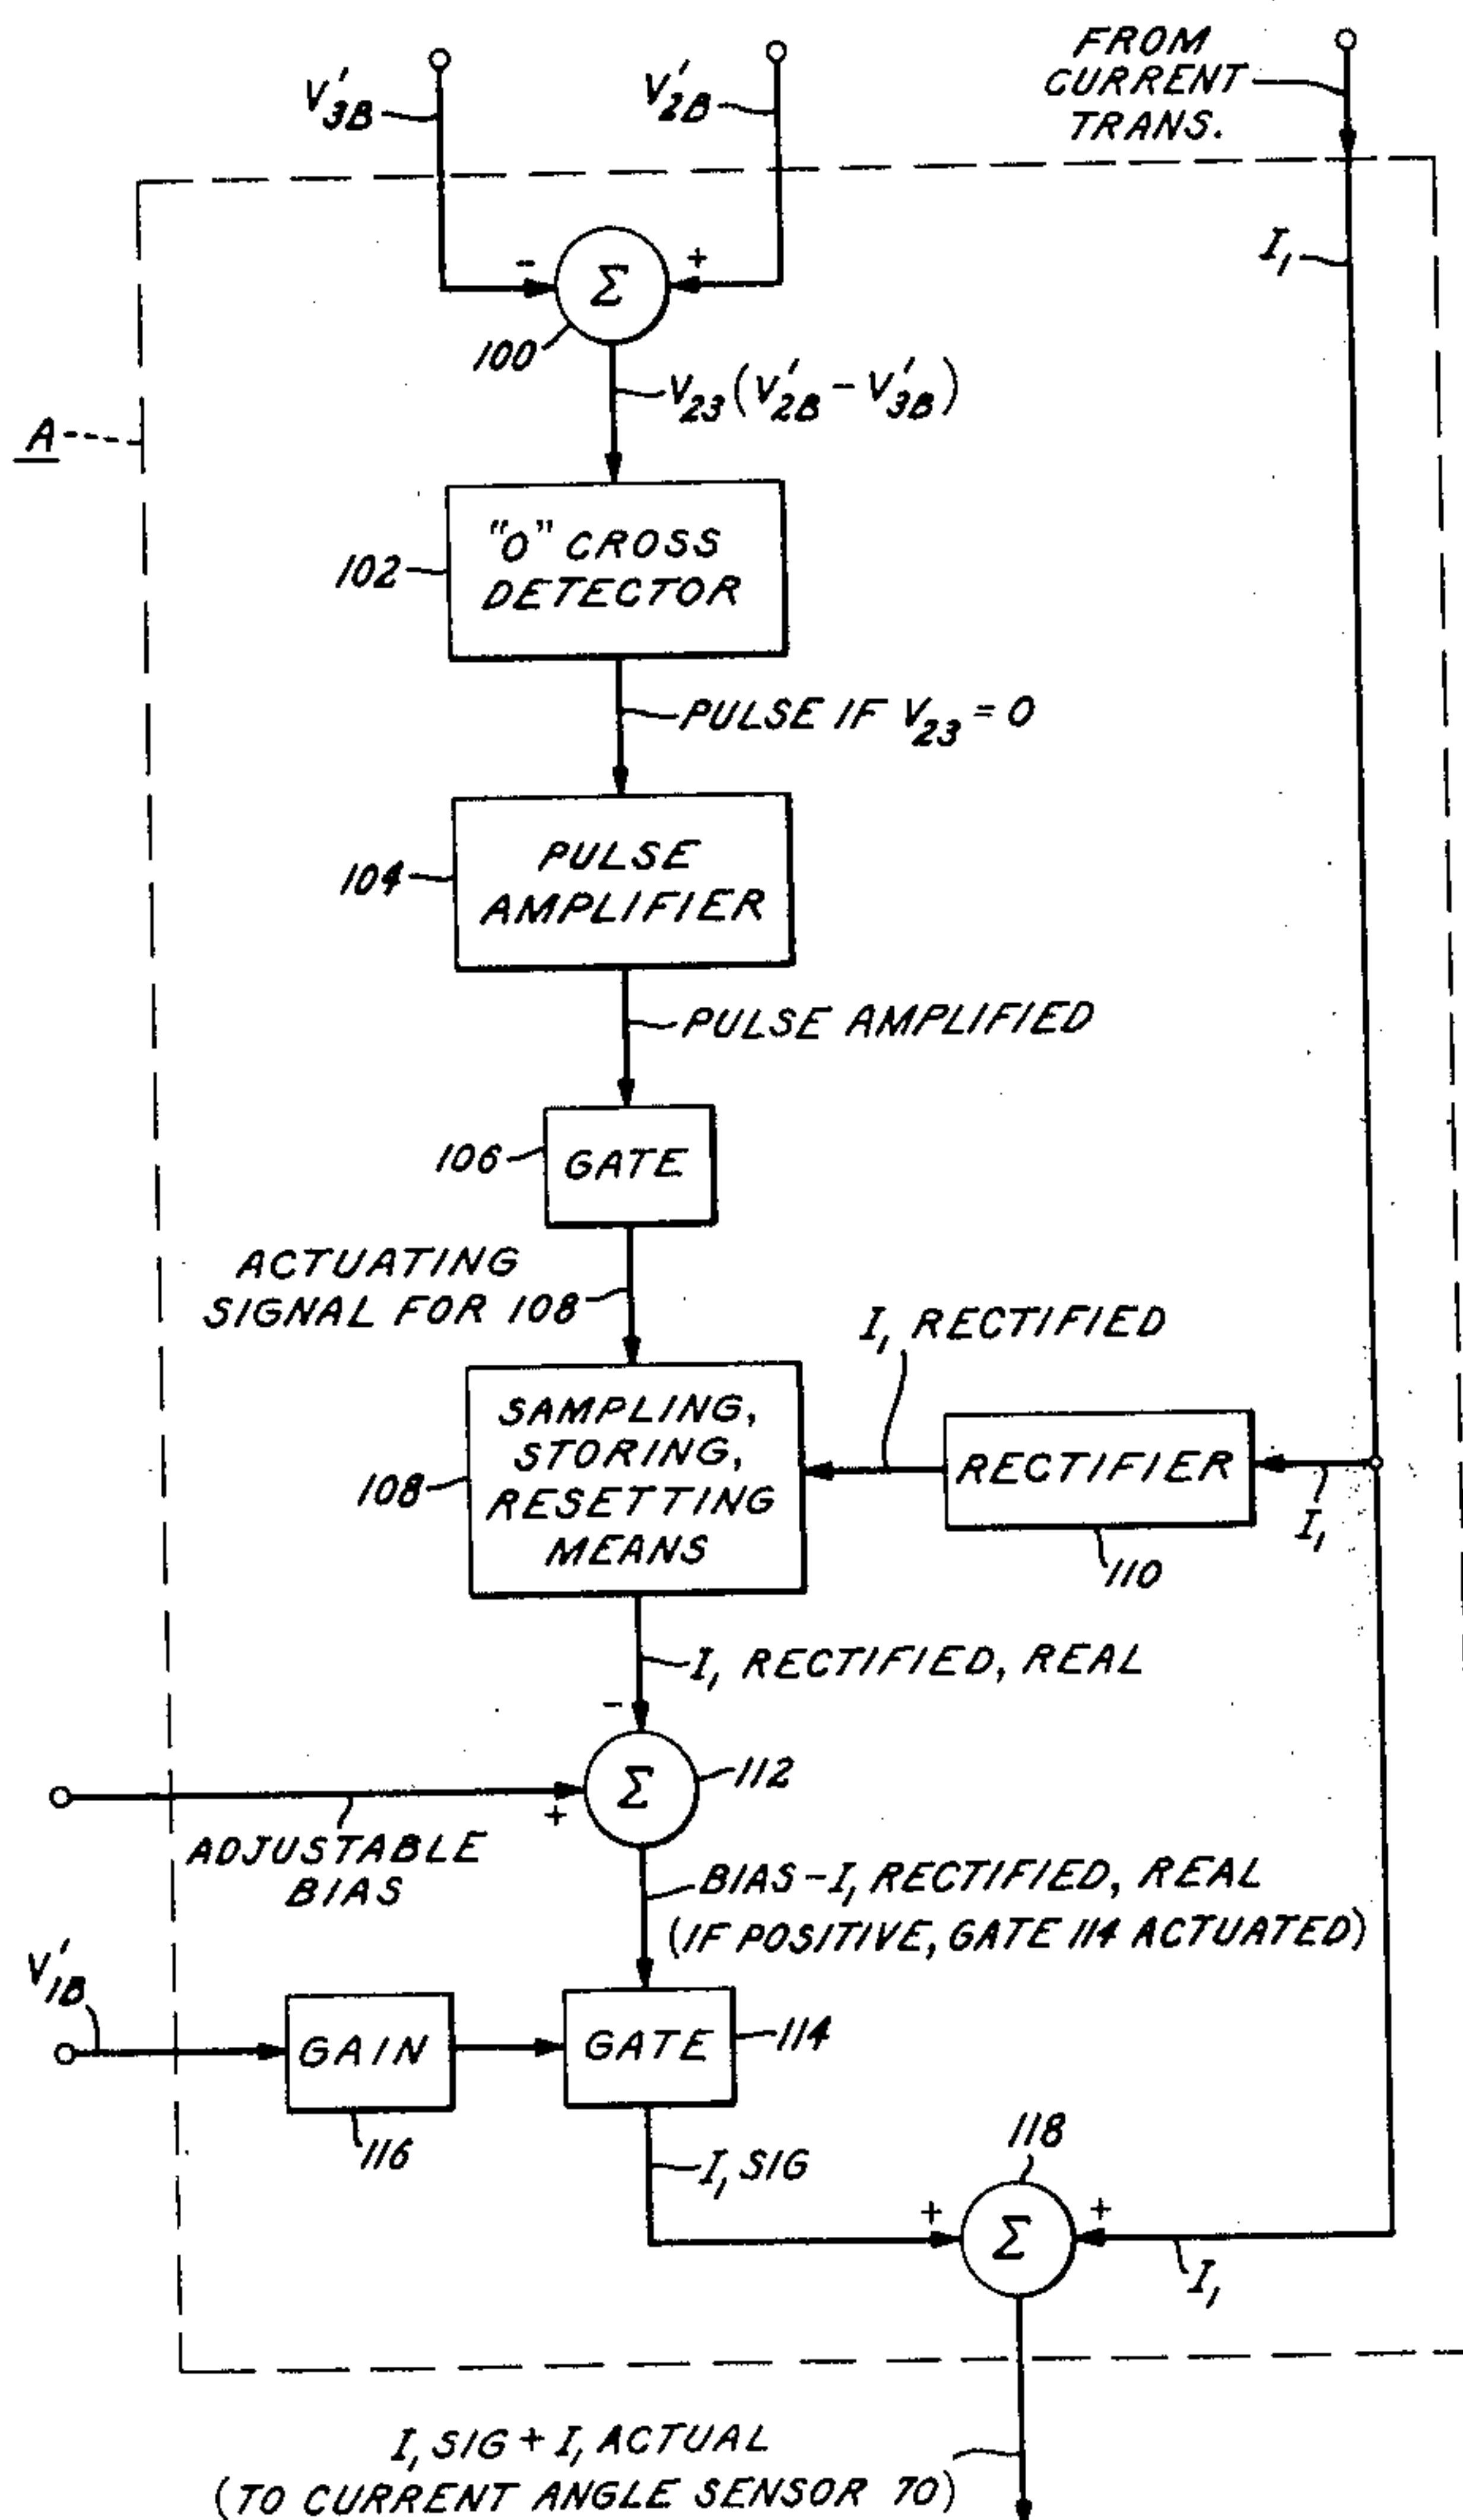 V'3B
V'2B
FROM
CURRENT
TRANS.
I1
-
+
Σ
100
V23 (V'2B - V'3B)
A
"O" CROSS
DETECTOR
102
PULSE IF V23 = 0
PULSE
AMPLIFIER
104
PULSE AMPLIFIED
106
GATE
ACTUATING
SIGNAL FOR 108
I1 RECTIFIED
SAMPLING,
STORING,
RESETTING
MEANS
108
RECTIFIER
I1
110
I1 RECTIFIED, REAL
-
Σ
112
+
ADJUSTABLE
BIAS
BIAS - I1 RECTIFIED, REAL
(IF POSITIVE, GATE 114 ACTUATED)
V'1B
GAIN
GATE
114
116
118
I1 SIG
+
+
Σ
I1
I1 SIG + I1 ACTUAL
(TO CURRENT ANGLE SENSOR 70)